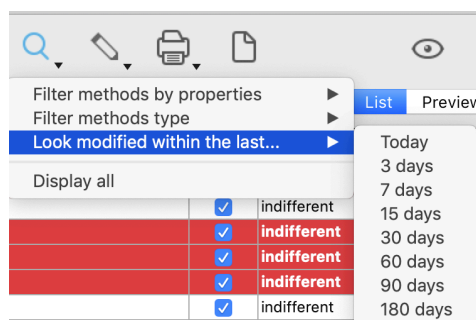 Filter methods by properties
Filter methods type
Look modified within the last...
Display all
List Preview
Today
3 days
7 days
15 days
30 days
60 days
90 days
180 days
indifferent
indifferent
indifferent
indifferent
indifferent